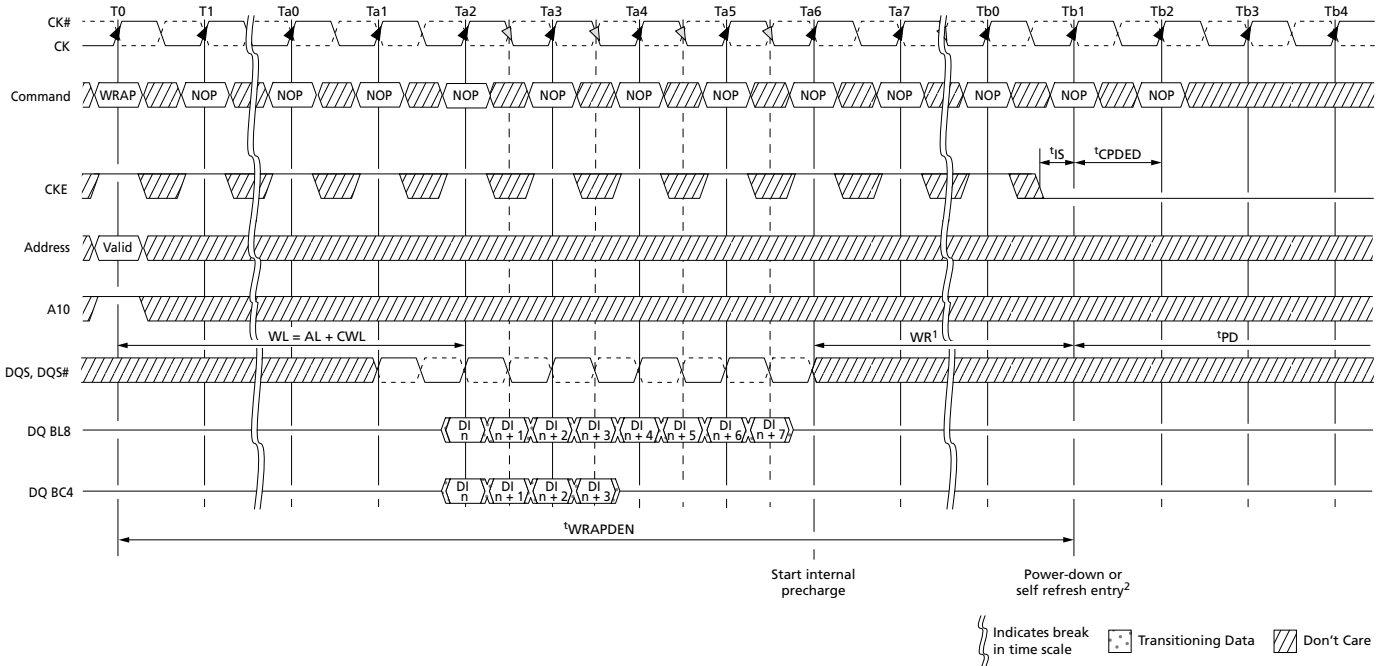 T0 T1 Ta0 Ta1 Ta2 Ta3 Ta4 Ta5 Ta6 Ta7 Tb0 Tb1 Tb2 Tb3 Tb4
CK#
CK
Command WRAP NOP NOP NOP NOP NOP NOP NOP NOP NOP NOP NOP NOP
tIS tCPDED
CKE
Address Valid
A10
WL = AL + CWL WR1 tPD
DQS, DQS#
DQ BL8 DI n DI n + 1 DI n + 2 DI n + 3 DI n + 4 DI n + 5 DI n + 6 DI n + 7
DQ BC4 DI n DI n + 1 DI n + 2 DI n + 3
tWRAPDEN
Start internal
precharge
Power-down or
self refresh entry2
Indicates break
in time scale
Transitioning Data
Don't Care